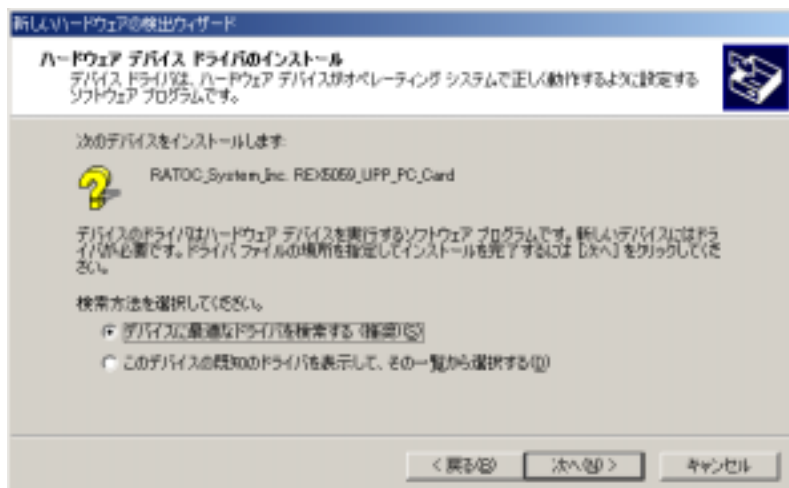 新しいハードウェアの検出ウィザード
ハードウェア デバイス ドライバのインストール
デバイス ドライバは、ハードウェア デバイスがオペレーティング システムで正しく動作するように設定する
ソフトウェア プログラムです。
次のデバイスをインストールします:
RATOC_System_Inc. REX5059_UPP_PC_Card
デバイスのドライバはハードウェア デバイスを実行するソフトウェア プログラムです。新しいデバイスにはドラ
イバが必要です。ドライバ ファイルの場所を指定してインストールを完了するには [次へ] をクリックしてくだ
さい。
検索方法を選択してください。
デバイスに最適なドライバを検索する (推奨)(S)
このデバイスの既知のドライバを表示して、その一覧から選択する(D)
< 戻る(B)
次へ(N) >
キャンセル